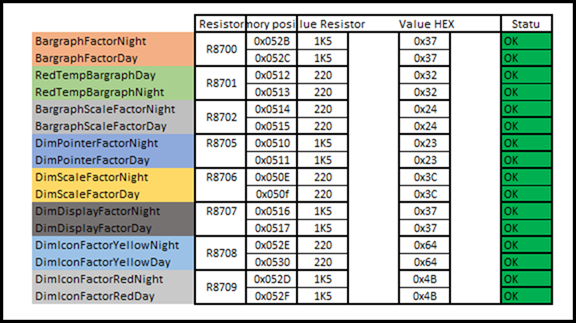 Resistor mory posi lue Resistor Value HEX Statu
BargraphFactorNight R8700 0x052B 1K5 0x37 OK
BargraphFactorDay 0x052C 1K5 0x37 OK
RedTempBargraphDay R8701 0x0512 220 0x32 OK
RedTempBargraphNight 0x0513 220 0x32 OK
BargraphScaleFactorNight R8702 0x0514 220 0x24 OK
BargraphScaleFactorDay 0x0515 220 0x24 OK
DimPointerFactorNight R8705 0x0510 1K5 0x23 OK
DimPointerFactorDay 0x0511 1K5 0x23 OK
DimScaleFactorNight R8706 0x050E 220 0x3C OK
DimScaleFactorDay 0x050f 220 0x3C OK
DimDisplayFactorNight R8707 0x0516 1K5 0x37 OK
DimDisplayFactorDay 0x0517 1K5 0x37 OK
DimIconFactorYellowNight R8708 0x052E 220 0x64 OK
DimIconFactorYellowDay 0x0530 220 0x64 OK
DimIconFactorRedNight R8709 0x052D 1K5 0x4B OK
DimIconFactorRedDay 0x052F 1K5 0x4B OK